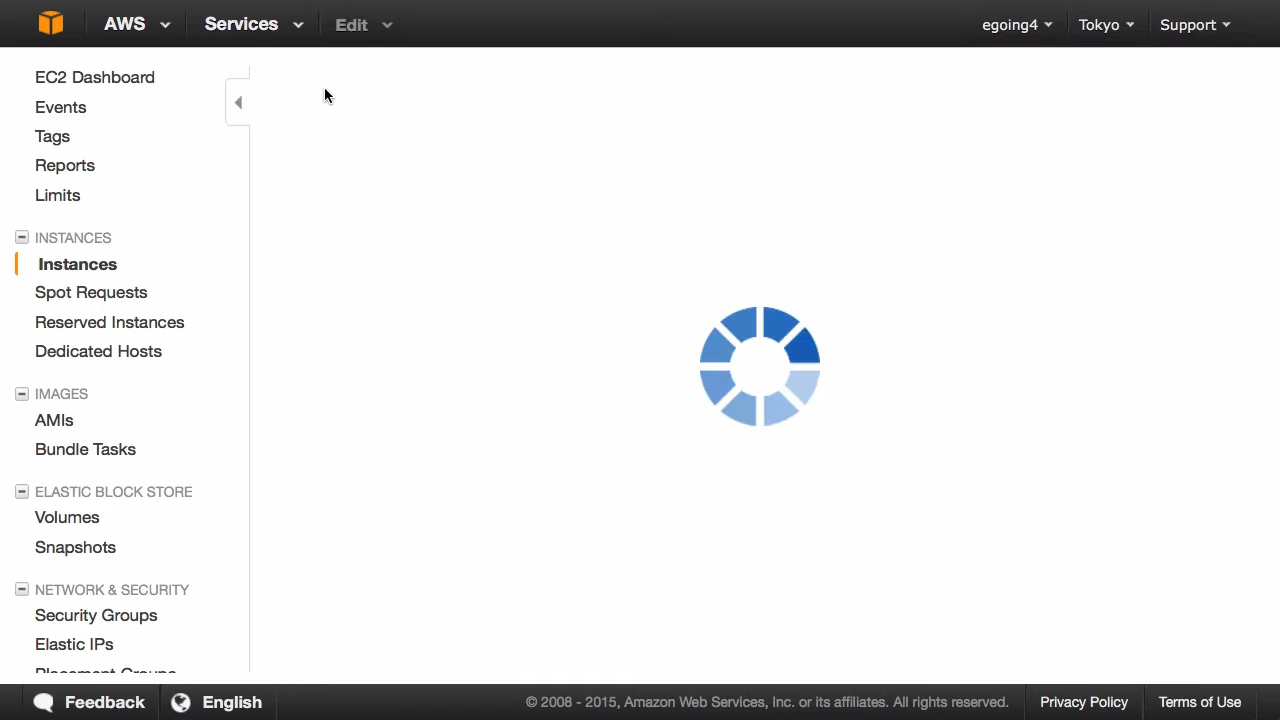 AWS Services Edit egoing4 Tokyo Support
EC2 Dashboard
Events
Tags
Reports
Limits
INSTANCES
Instances
Spot Requests
Reserved Instances
Dedicated Hosts
IMAGES
AMIs
Bundle Tasks
ELASTIC BLOCK STORE
Volumes
Snapshots
NETWORK & SECURITY
Security Groups
Elastic IPs
Placement Groups
Feedback English © 2008 - 2015, Amazon Web Services, Inc. or its affiliates. All rights reserved. Privacy Policy Terms of Use